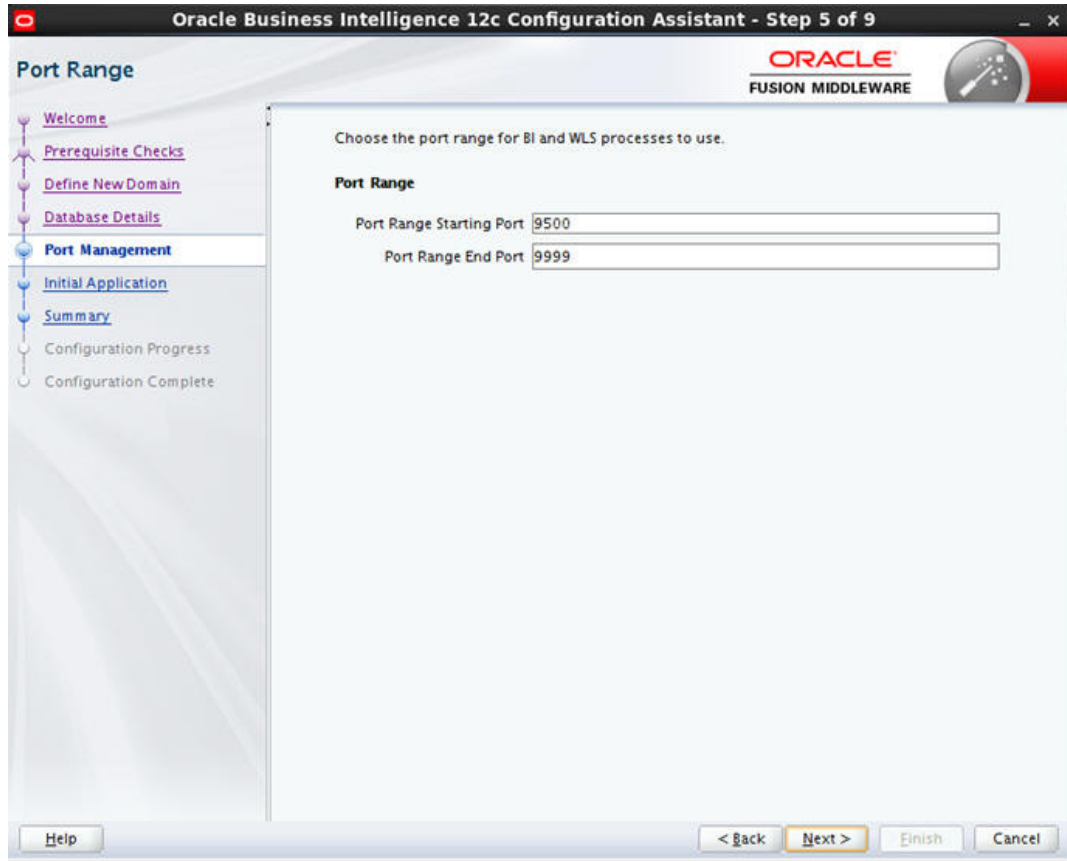 Oracle Business Intelligence 12c Configuration Assistant - Step 5 of 9
Port Range
ORACLE
FUSION MIDDLEWARE
Welcome
Prerequisite Checks
Define New Domain
Database Details
Port Management
Initial Application
Summary
Configuration Progress
Configuration Complete
Choose the port range for BI and WLS processes to use.
Port Range
Port Range Starting Port 9500
Port Range End Port 9999
Help
< Back Next > Finish Cancel